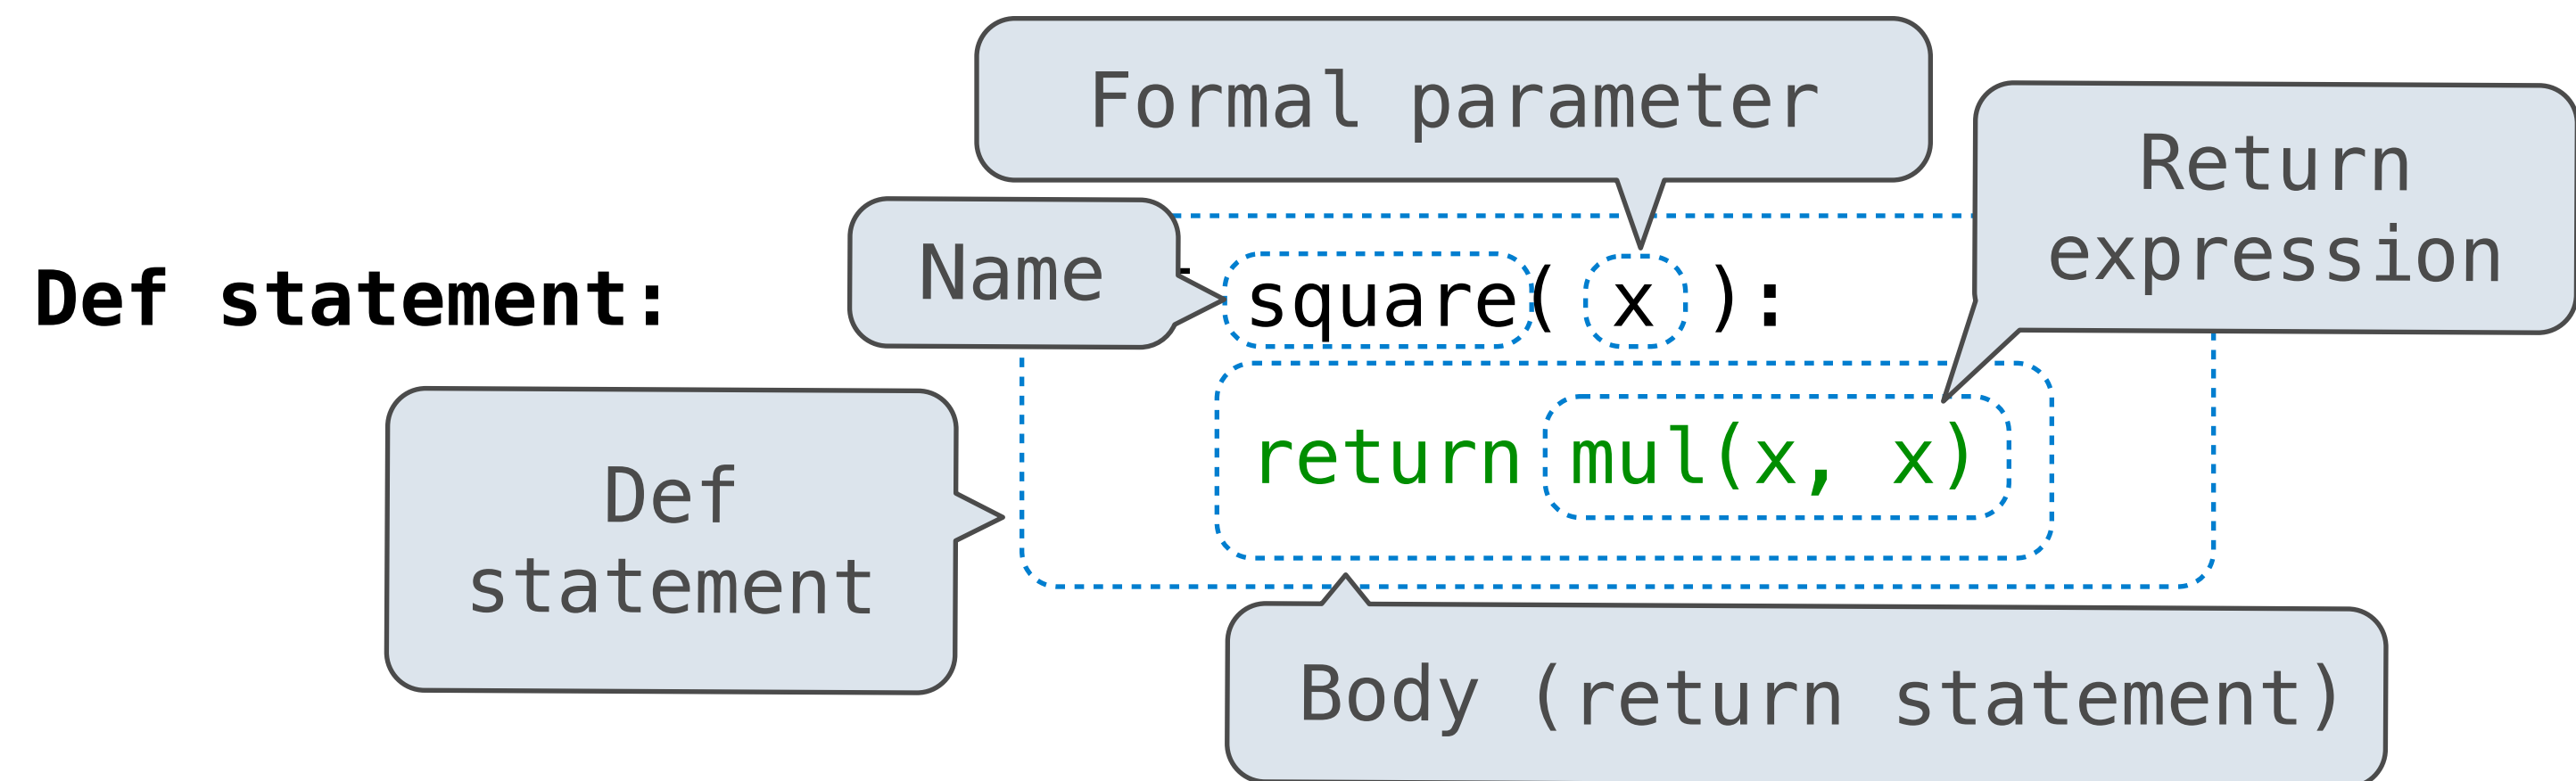 Formal parameter
Return
expression
Name
Def statement:
square( x ):
return mul(x, x)
Def
statement
Body (return statement)